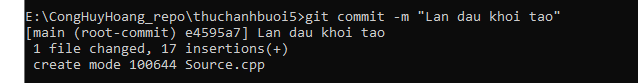 E:\CongHuyHoang_repo\thuchanhbuoi5>git commit -m "Lan dau khoi tao"
[main (root-commit) e4595a7] Lan dau khoi tao
 1 file changed, 17 insertions(+)
 create mode 100644 Source.cpp